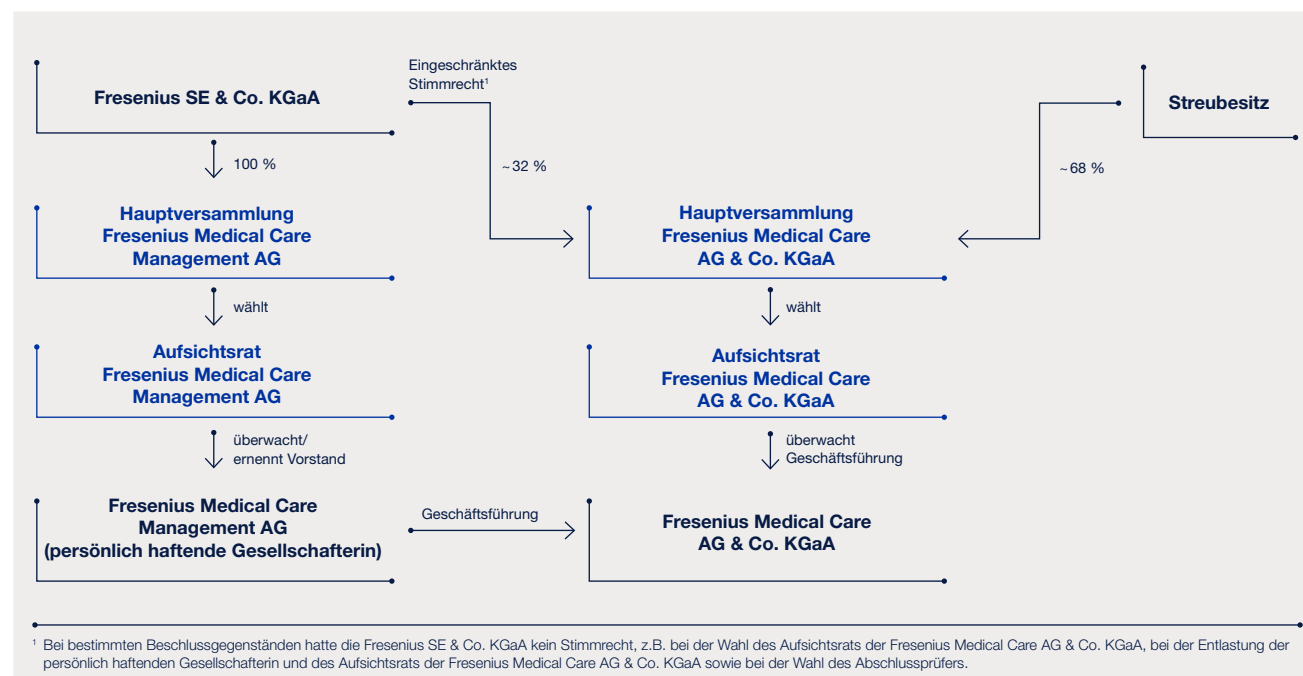 Fresenius SE & Co. KGaA
Eingeschränktes
Stimmrecht¹
Streubesitz
100 %
~ 32 %
~ 68 %
Hauptversammlung
Fresenius Medical Care
Management AG
Hauptversammlung
Fresenius Medical Care
AG & Co. KGaA
wählt
wählt
Aufsichtsrat
Fresenius Medical Care
Management AG
Aufsichtsrat
Fresenius Medical Care
AG & Co. KGaA
überwacht/
ernennt Vorstand
überwacht
Geschäftsführung
Fresenius Medical Care
Management AG
(persönlich haftende Gesellschafterin)
Geschäftsführung
Fresenius Medical Care
AG & Co. KGaA
¹ Bei bestimmten Beschlussgegenständen hatte die Fresenius SE & Co. KGaA kein Stimmrecht, z.B. bei der Wahl des Aufsichtsrats der Fresenius Medical Care AG & Co. KGaA, bei der Entlastung der
persönlich haftenden Gesellschafterin und des Aufsichtsrats der Fresenius Medical Care AG & Co. KGaA sowie bei der Wahl des Abschlussprüfers.